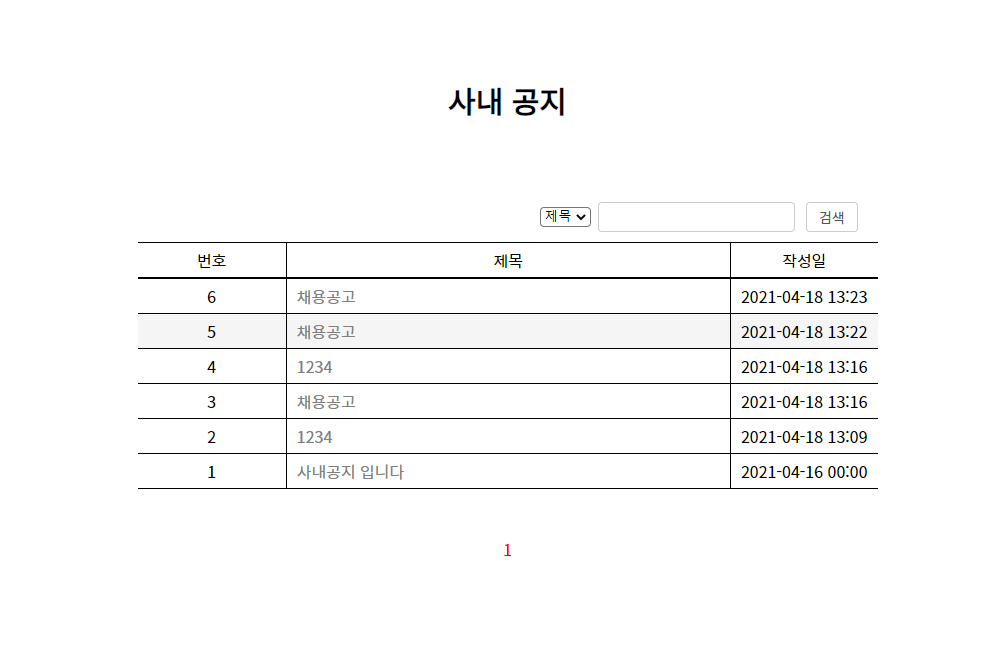 사내 공지
제목 검색
번호 제목 작성일
6 채용공고 2021-04-18 13:23
5 채용공고 2021-04-18 13:22
4 1234 2021-04-18 13:16
3 채용공고 2021-04-18 13:16
2 1234 2021-04-18 13:09
1 사내공지 입니다 2021-04-16 00:00
1